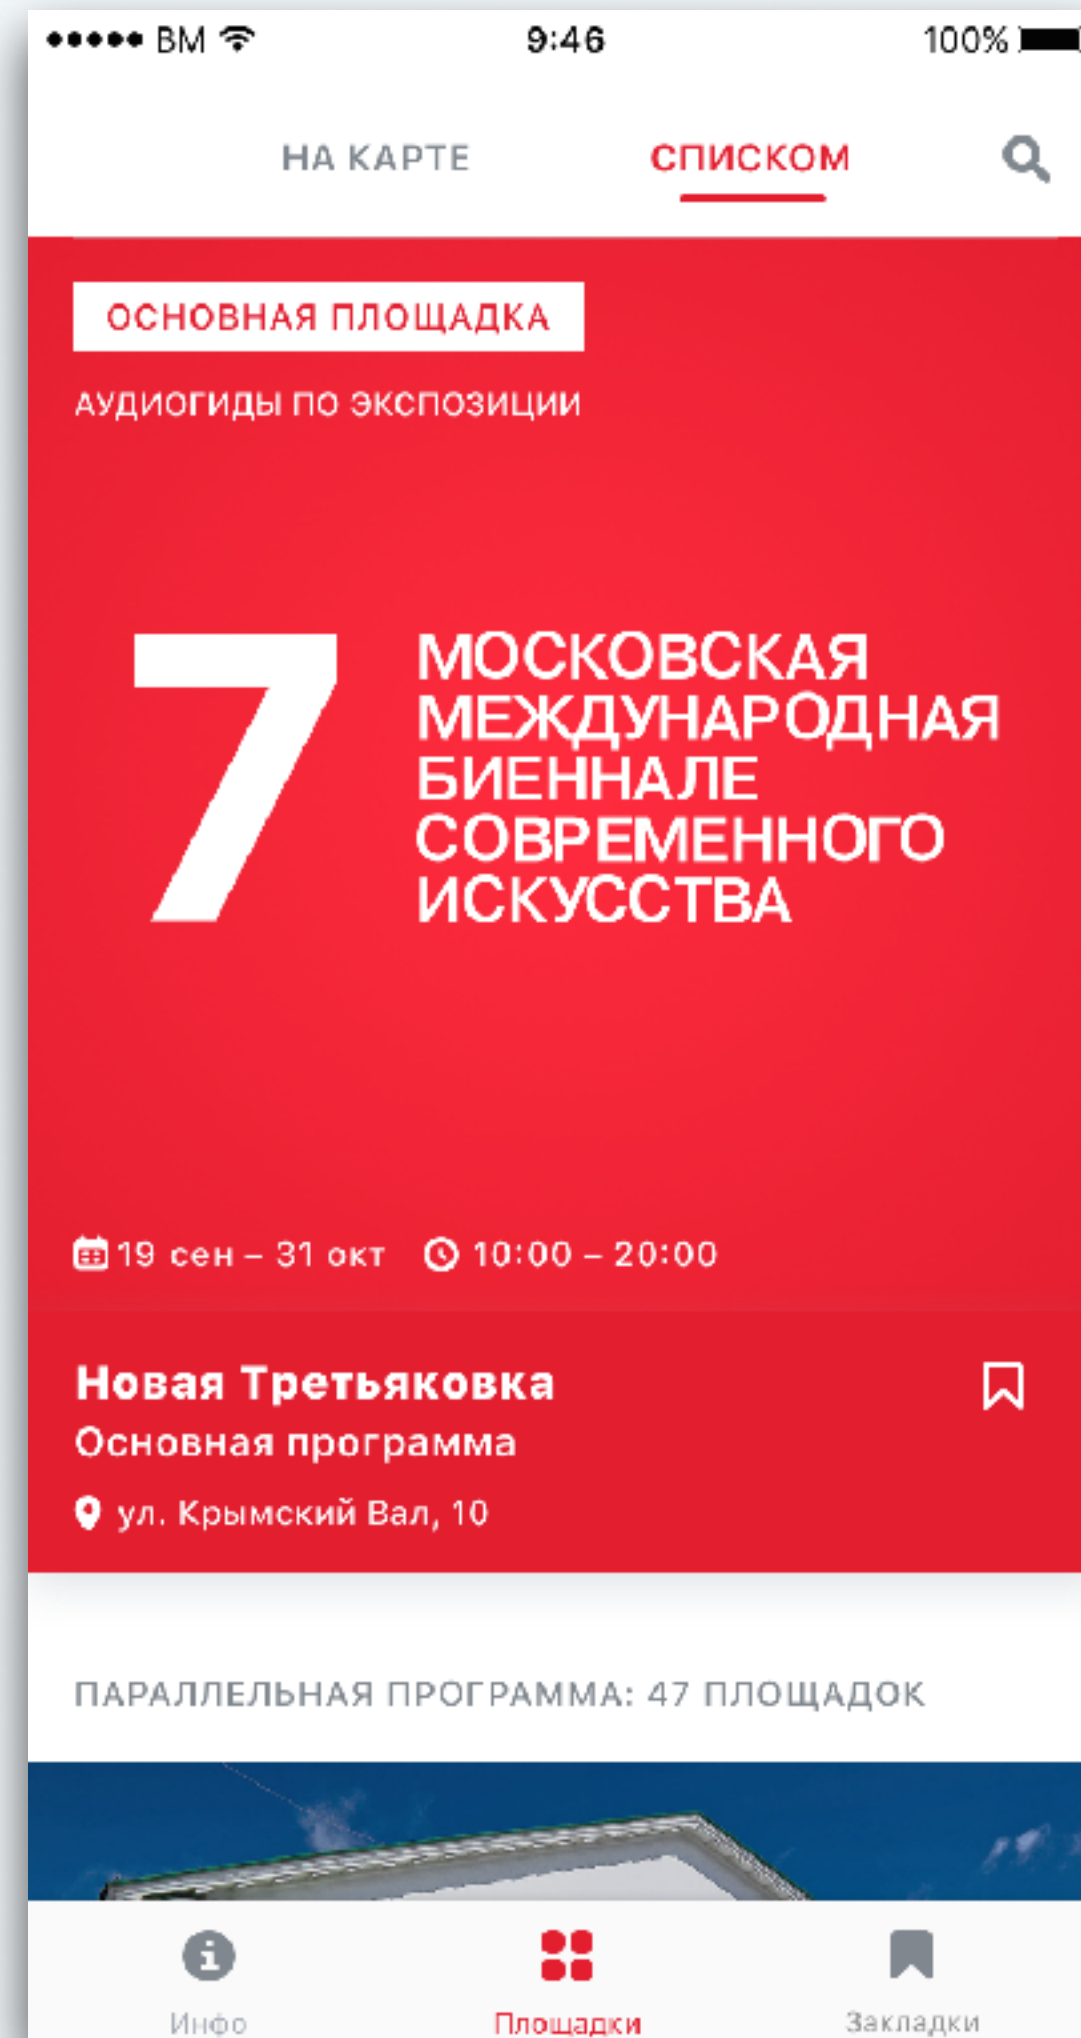 ВМ 9:46 100%
НА КАРТЕ СПИСКОМ
ОСНОВНАЯ ПЛОЩАДКА
АУДИОГИДЫ ПО ЭКСПОЗИЦИИ
7
МОСКОВСКАЯ
МЕЖДУНАРОДНАЯ
БИЕННАЛЕ
СОВРЕМЕННОГО
ИСКУССТВА
19 сен – 31 окт 10:00 – 20:00
Новая Третьяковка
Основная программа
ул. Крымский Вал, 10
ПАРАЛЛЕЛЬНАЯ ПРОГРАММА: 47 ПЛОЩАДОК
Инфо Площадки Закладки